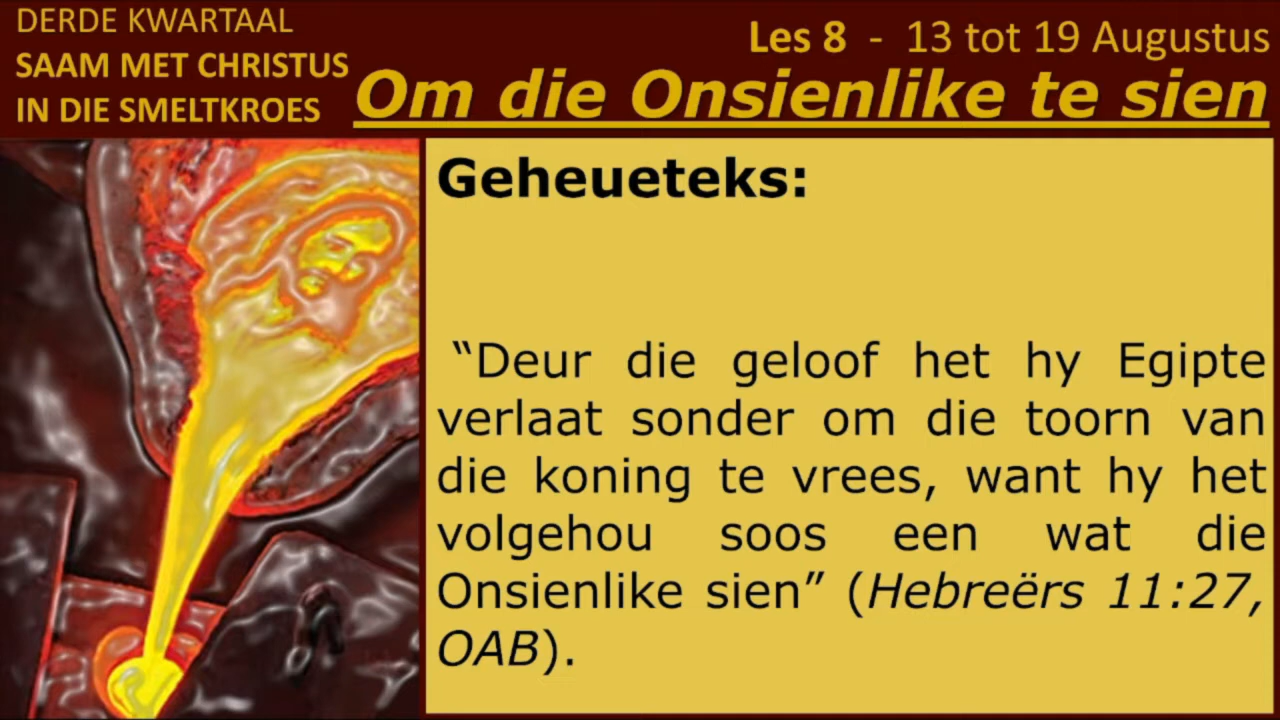 DERDE KWARTAAL
SAAM MET CHRISTUS
IN DIE SMELTKROES
Les 8 - 13 tot 19 Augustus
Om die Onsienlike te sien
Geheueteks:
“Deur die geloof het hy Egipte
verlaat sonder om die toorn van
die koning te vrees, want hy het
volgehou soos een wat die
Onsienlike sien” (Hebreërs 11:27,
OAB).